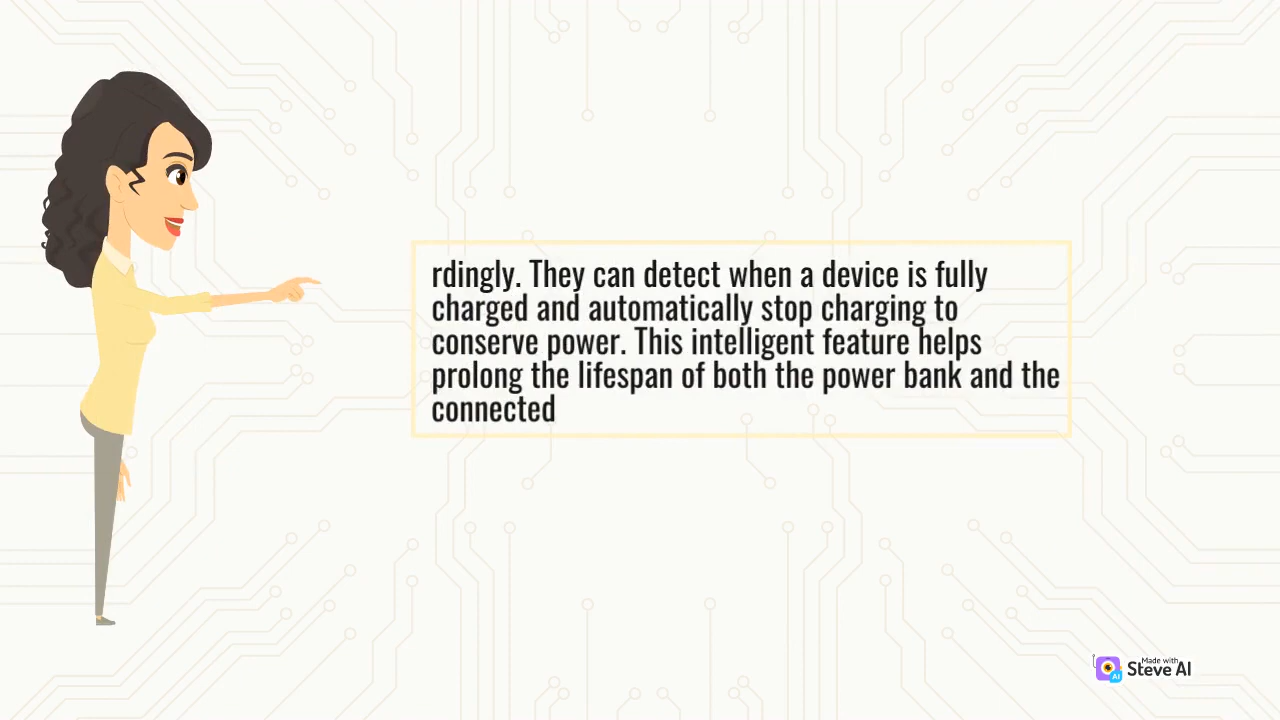 rdingly. They can detect when a device is fully
charged and automatically stop charging to
conserve power. This intelligent feature helps
prolong the lifespan of both the power bank and the
connected
Made with
Steve AI
AI